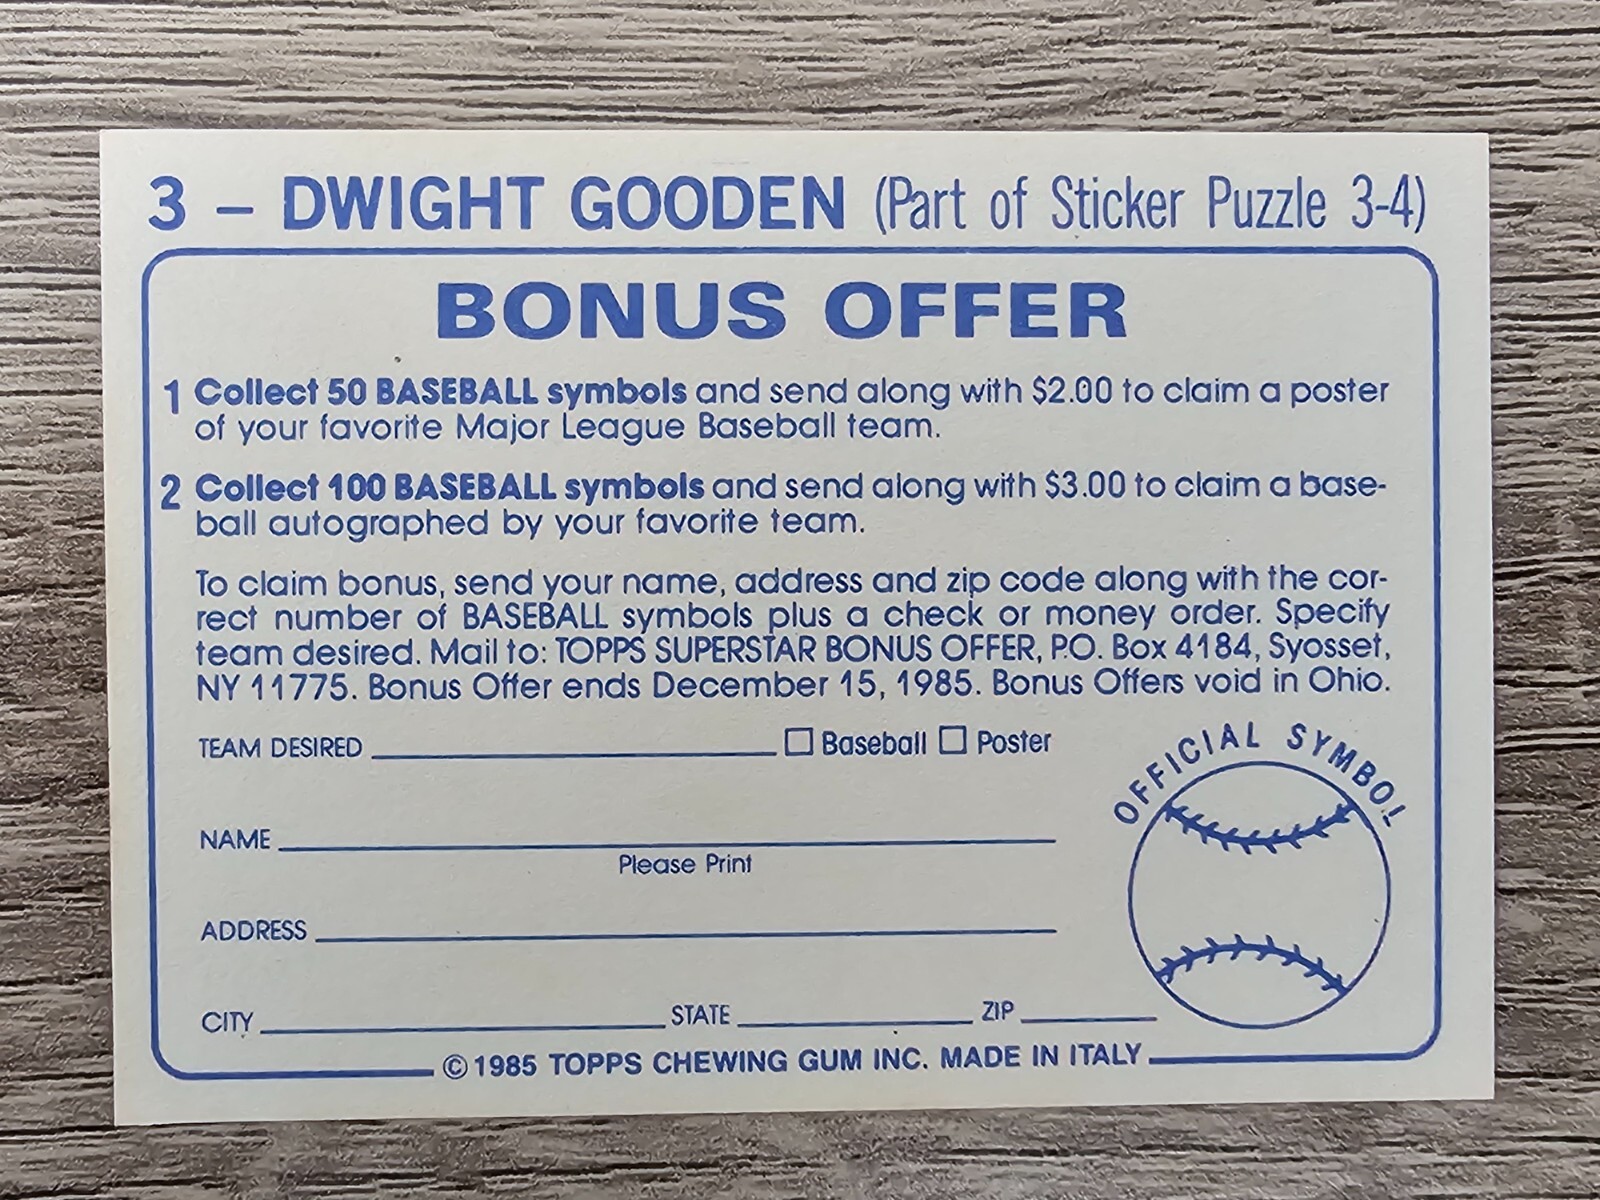 3 – DWIGHT GOODEN (Part of Sticker Puzzle 3-4)
BONUS OFFER
1 Collect 50 BASEBALL symbols and send along with $2.00 to claim a poster
of your favorite Major League Baseball team.
2 Collect 100 BASEBALL symbols and send along with $3.00 to claim a base-
ball autographed by your favorite team.
To claim bonus, send your name, address and zip code along with the cor-
rect number of BASEBALL symbols plus a check or money order. Specify
team desired. Mail to: TOPPS SUPERSTAR BONUS OFFER, P.O. Box 4184, Syosset,
NY 11775. Bonus Offer ends December 15, 1985. Bonus Offers void in Ohio.
TEAM DESIRED ☐ Baseball ☐ Poster
OFFICIAL SYMBOL
NAME
Please Print
ADDRESS
CITY STATE ZIP
© 1985 TOPPS CHEWING GUM INC. MADE IN ITALY